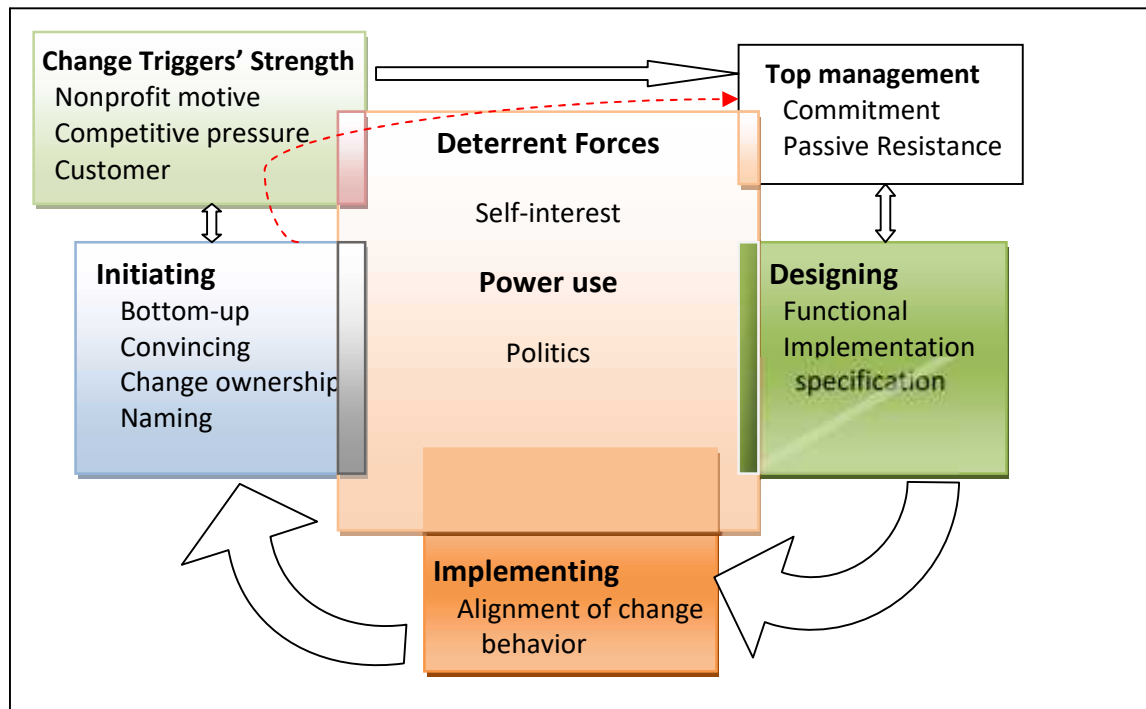 Change Triggers’ Strength
Nonprofit motive
Competitive pressure
Customer
Top management
Commitment
Passive Resistance
Deterrent Forces
Self-interest
Power use
Politics
Initiating
Bottom-up
Convincing
Change ownership
Naming
Designing
Functional
Implementation
specification
Implementing
Alignment of change
behavior